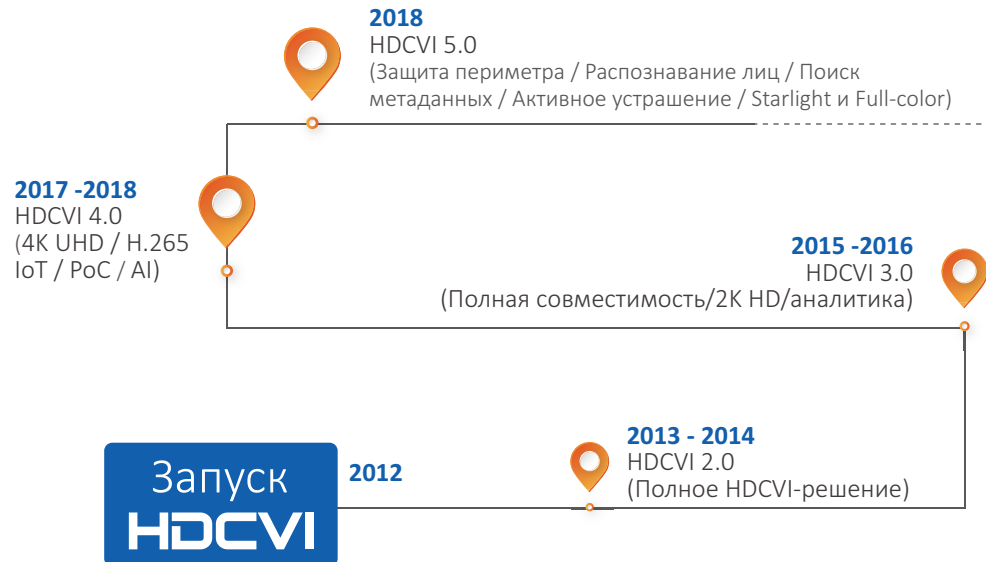 2018
HDCVI 5.0
(Защита периметра / Распознавание лиц / Поиск
метаданных / Активное устрашение / Starlight и Full-color)
2017 -2018
HDCVI 4.0
(4K UHD / H.265
IoT / PoC / AI)
2015 -2016
HDCVI 3.0
(Полная совместимость/2K HD/аналитика)
2013 - 2014
HDCVI 2.0
(Полное HDCVI-решение)
2012
Запуск
HDCVI